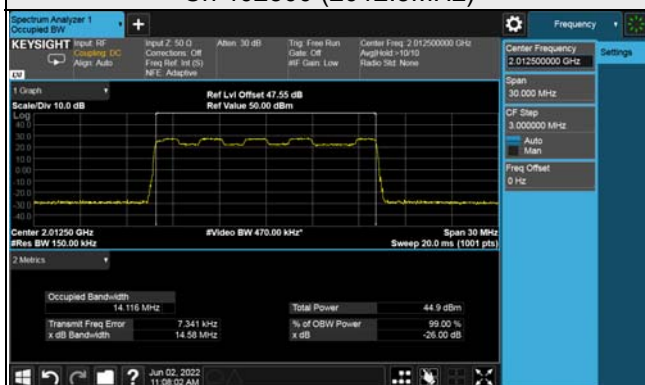 Spectrum Analyzer 1
Occupied BW
+
Frequency
KEYSIGHT Input: RF
Coupling: DC
Align: Auto
Input Z: 50 Ω
Corrections: Off
Freq Ref: Int (S)
NFE: Adaptive
Atten: 30 dB
Trig: Free Run
Gate: Off
#IF Gain: Low
Center Freq: 2.012500000 GHz
Avg|Hold:>10/10
Radio Std: None
LXI
Center Frequency
2.012500000 GHz
Settings
Span
30.000 MHz
CF Step
3.000000 MHz
Auto
Man
Freq Offset
0 Hz
1 Graph
Scale/Div 10.0 dB
Ref Lvl Offset 47.55 dB
Ref Value 50.00 dBm
Log
40.0
30.0
20.0
10.0
0.00
-10.0
-20.0
-30.0
-40.0
Center 2.01250 GHz
#Res BW 150.00 kHz
#Video BW 470.00 kHz*
Span 30 MHz
Sweep 20.0 ms (1001 pts)
2 Metrics
Occupied Bandwidth
14.116 MHz
Total Power 44.9 dBm
Transmit Freq Error 7.341 kHz
% of OBW Power 99.00 %
x dB Bandwidth 14.58 MHz
x dB -26.00 dB
?
Jun 02, 2022
11:08:02 AM